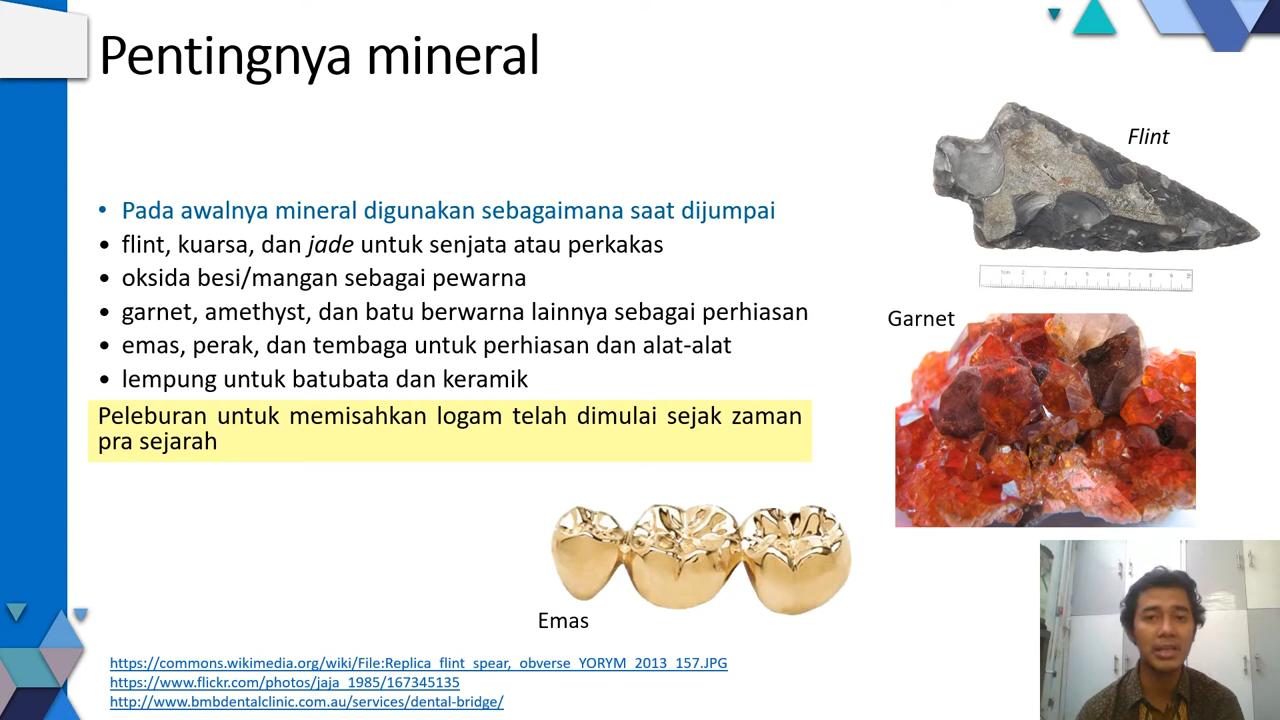 Pentingnya mineral
Flint
• Pada awalnya mineral digunakan sebagaimana saat dijumpai
• flint, kuarsa, dan jade untuk senjata atau perkakas
• oksida besi/mangan sebagai pewarna
• garnet, amethyst, dan batu berwarna lainnya sebagai perhiasan
• emas, perak, dan tembaga untuk perhiasan dan alat-alat
• lempung untuk batubata dan keramik
Peleburan untuk memisahkan logam telah dimulai sejak zaman
pra sejarah
Garnet
Emas
https://commons.wikimedia.org/wiki/File:Replica_flint_spear,_obverse_YORYM_2013_157.JPG
https://www.flickr.com/photos/jaja_1985/167345135
http://www.bmbdentalclinic.com.au/services/dental-bridge/